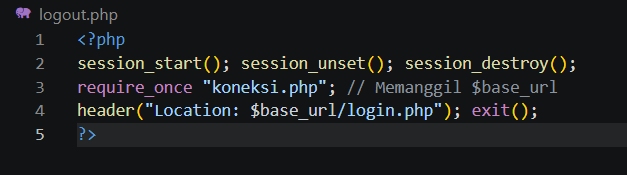 logout.php
1 <?php
2 session_start(); session_unset(); session_destroy();
3 require_once "koneksi.php"; // Memanggil $base_url
4 header("Location: $base_url/login.php"); exit();
5 ?>